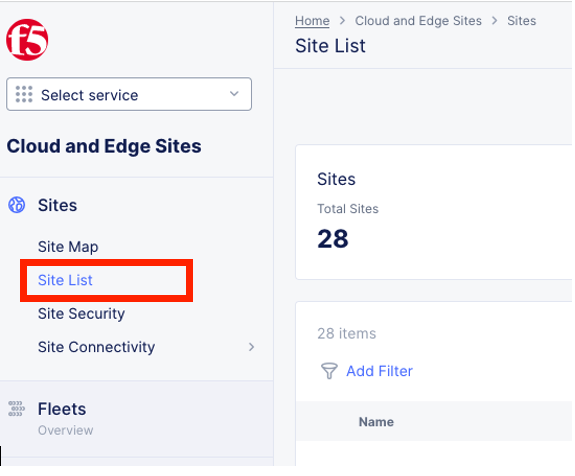 f5
Select service
Cloud and Edge Sites
Sites
Site Map
Site List
Site Security
Site Connectivity
Fleets
Overview
Home > Cloud and Edge Sites > Sites
Site List
Sites
Total Sites
28
28 items
Add Filter
Name